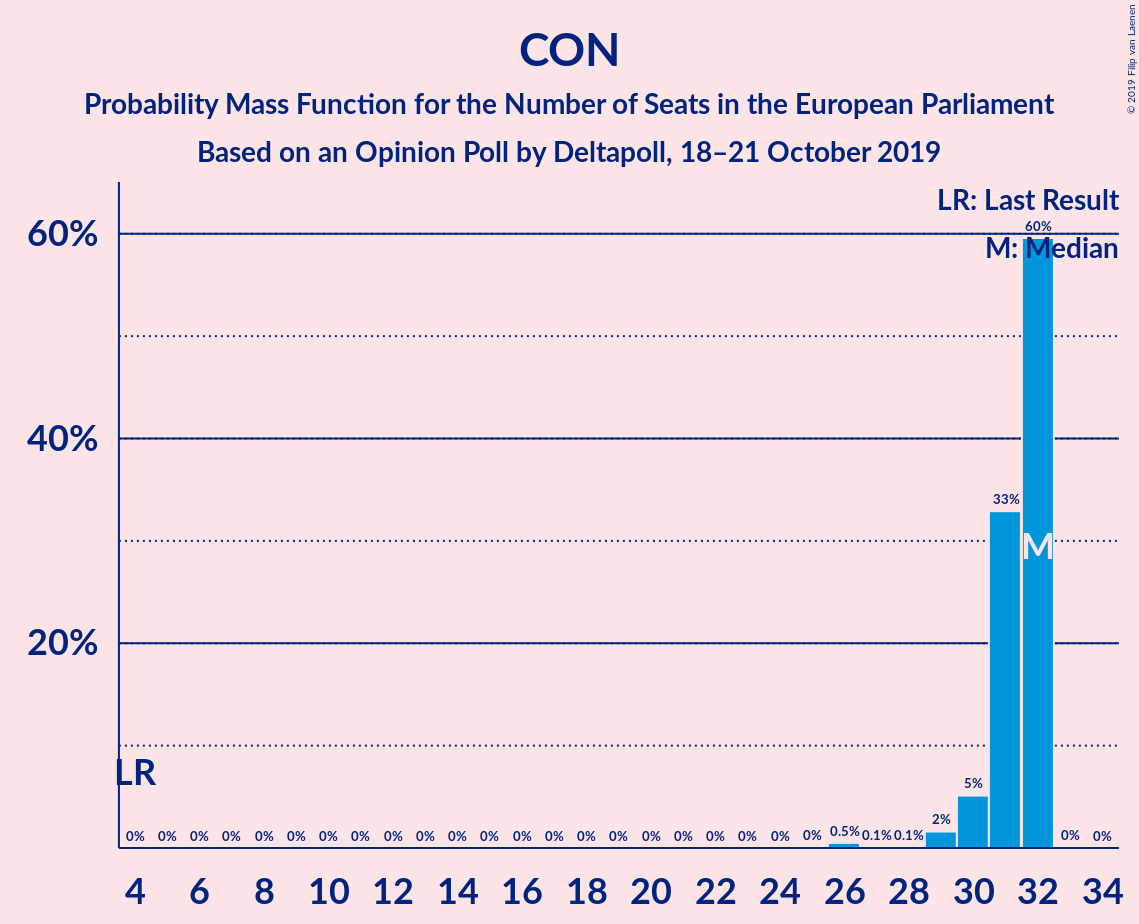 CON
Probability Mass Function for the Number of Seats in the European Parliament
Based on an Opinion Poll by Deltapoll, 18–21 October 2019
© 2019 Filip van Laenen
LR: Last Result
M: Median
60%
40%
20%
60%
33%
M
5%
2%
LR
0% 0% 0% 0% 0% 0% 0% 0% 0% 0% 0% 0% 0% 0% 0% 0% 0% 0% 0% 0% 0% 0% 0.5% 0.1% 0.1% 0% 0%
4 6 8 10 12 14 16 18 20 22 24 26 28 30 32 34